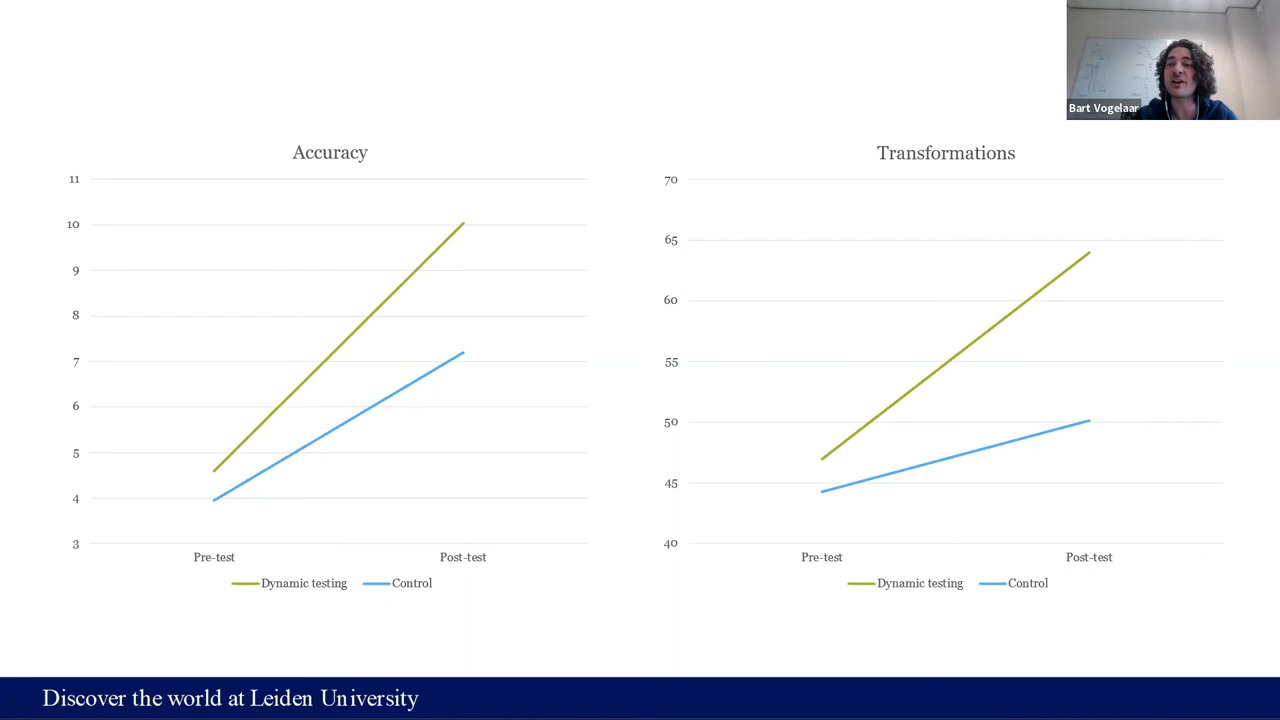 Bart Vogelaar
Accuracy
11
10
9
8
7
6
5
4
3
Pre-test Post-test
Dynamic testing Control
Transformations
70
65
60
55
50
45
40
Pre-test Post-test
Dynamic testing Control
Discover the world at Leiden University